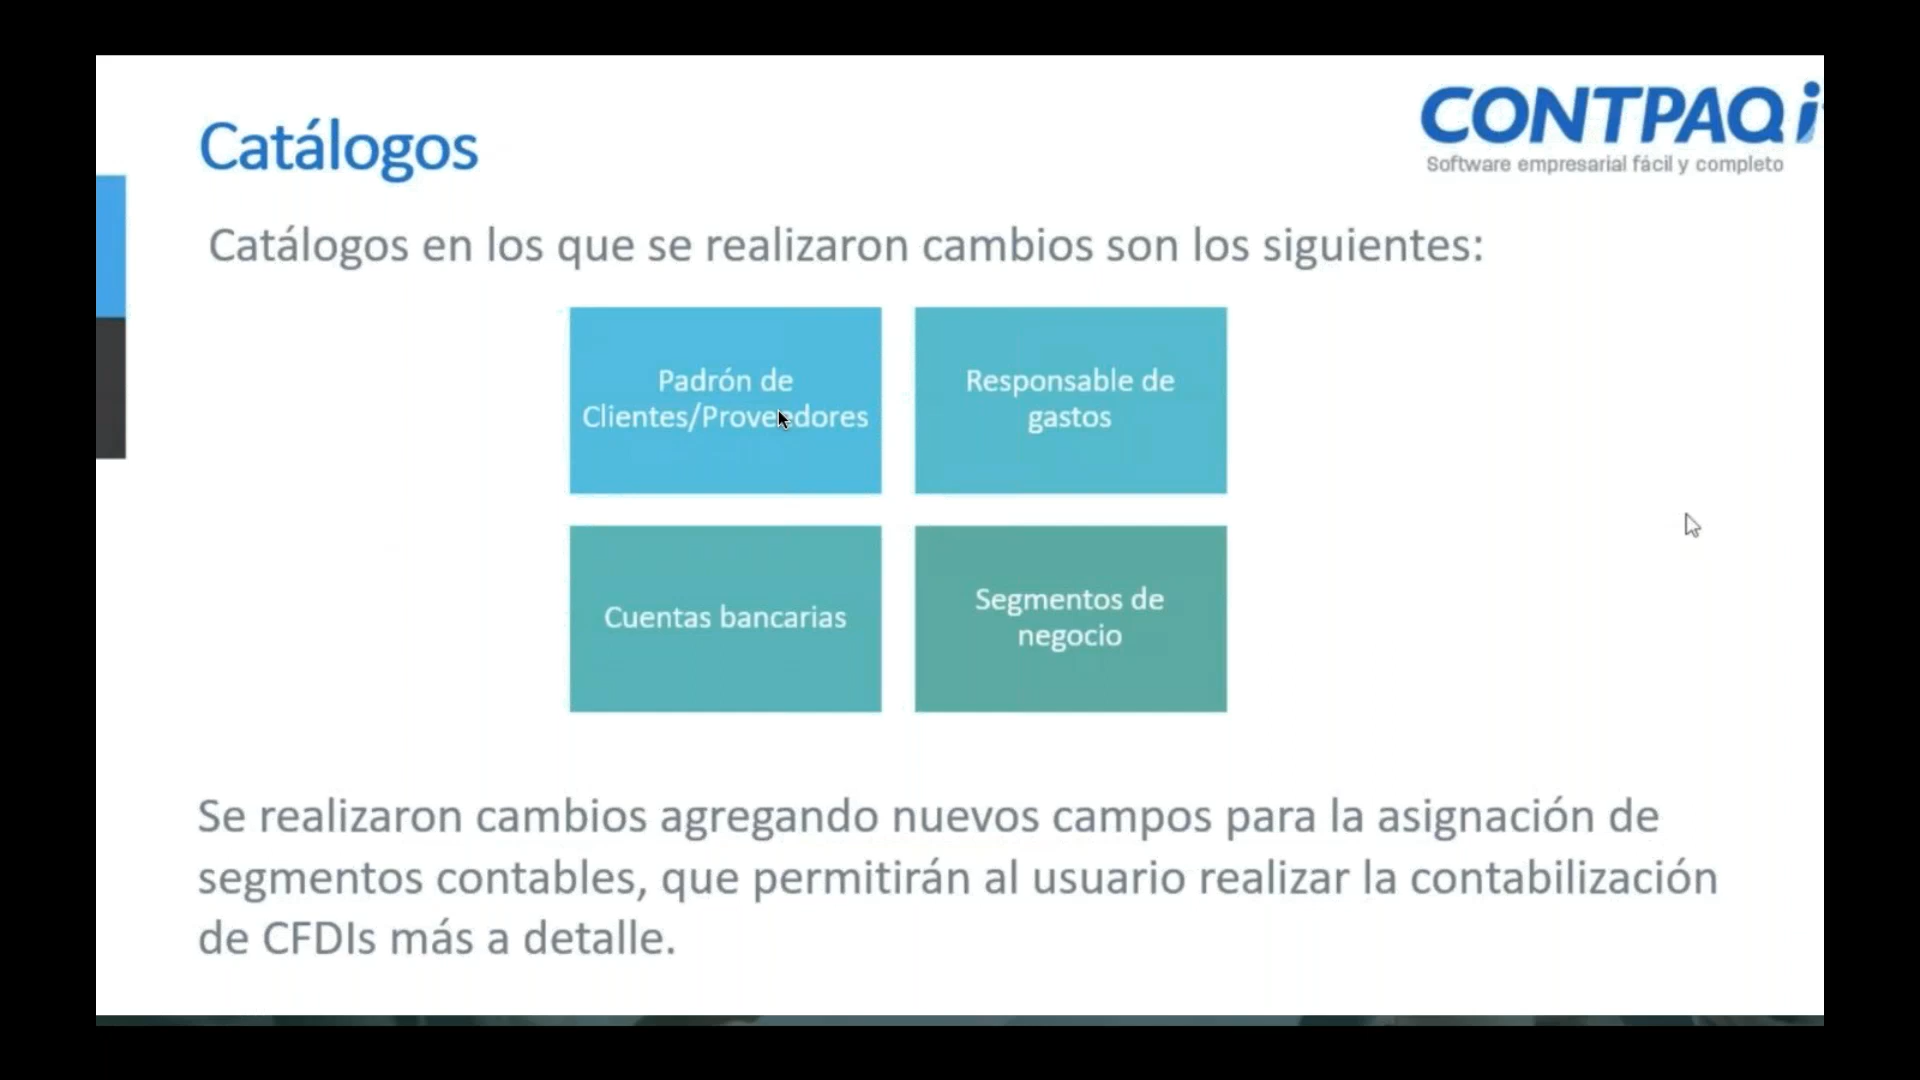 CONTPAQi
Software empresarial fácil y completo
Catálogos
Catálogos en los que se realizaron cambios son los siguientes:
Padrón de
Clientes/Proveedores
Responsable de
gastos
Cuentas bancarias
Segmentos de
negocio
Se realizaron cambios agregando nuevos campos para la asignación de
segmentos contables, que permitirán al usuario realizar la contabilización
de CFDIs más a detalle.